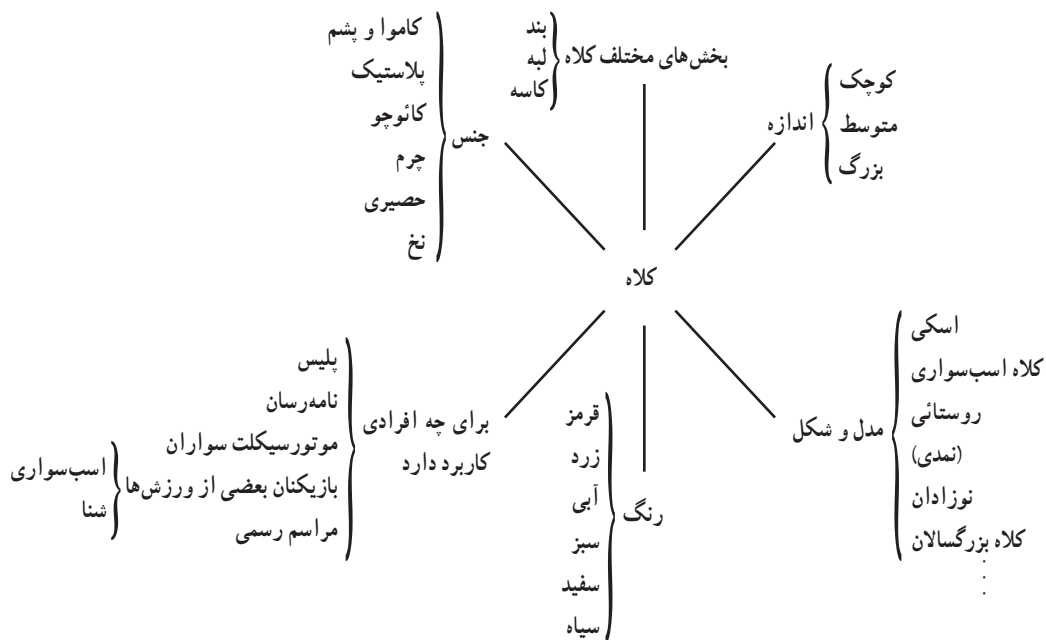 کلاه
بخش‌های مختلف کلاه
بند
لبه
کاسه
اندازه
کوچک
متوسط
بزرگ
مدل و شکل
اسکی
کلاه اسب‌سواری
روستائی
(نمدی)
نوزادان
کلاه بزرگسالان
.
.
.
رنگ
قرمز
زرد
آبی
سبز
سفید
سیاه
برای چه افرادی
کاربرد دارد
پلیس
نامه‌رسان
موتورسیکلت سواران
بازیکنان بعضی از ورزش‌ها
اسب‌سواری
شنا
مراسم رسمی
جنس
کاموا و پشم
پلاستیک
کائوچو
چرم
حصیری
نخ